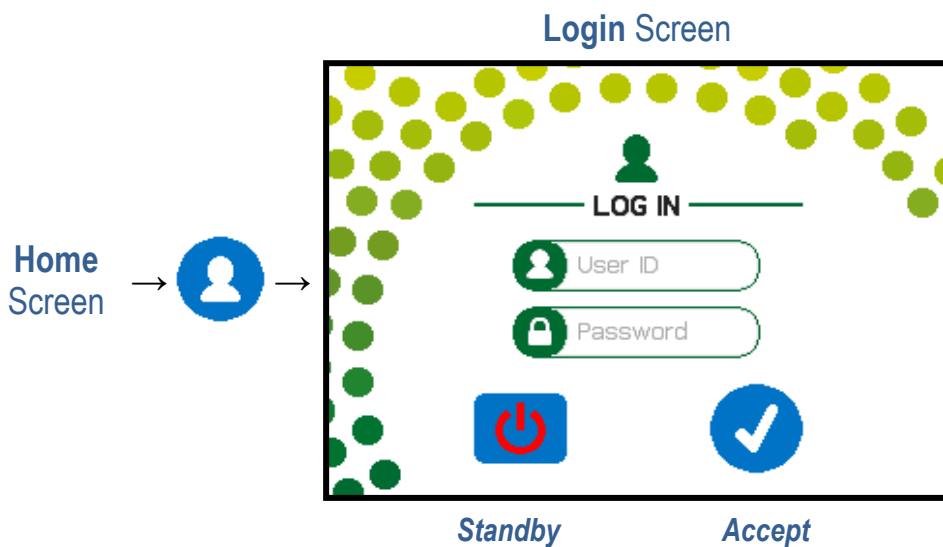 Login Screen
LOG IN
User ID
Password
Home
Screen
→ →
Standby
Accept